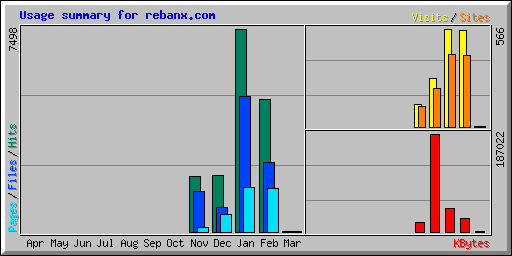 Usage summary for rebanx.com
Visits/Sites
7498
566
Pages/Files/Hits
187022
Apr May Jun Jul Aug Sep Oct Nov Dec Jan Feb Mar
KBytes